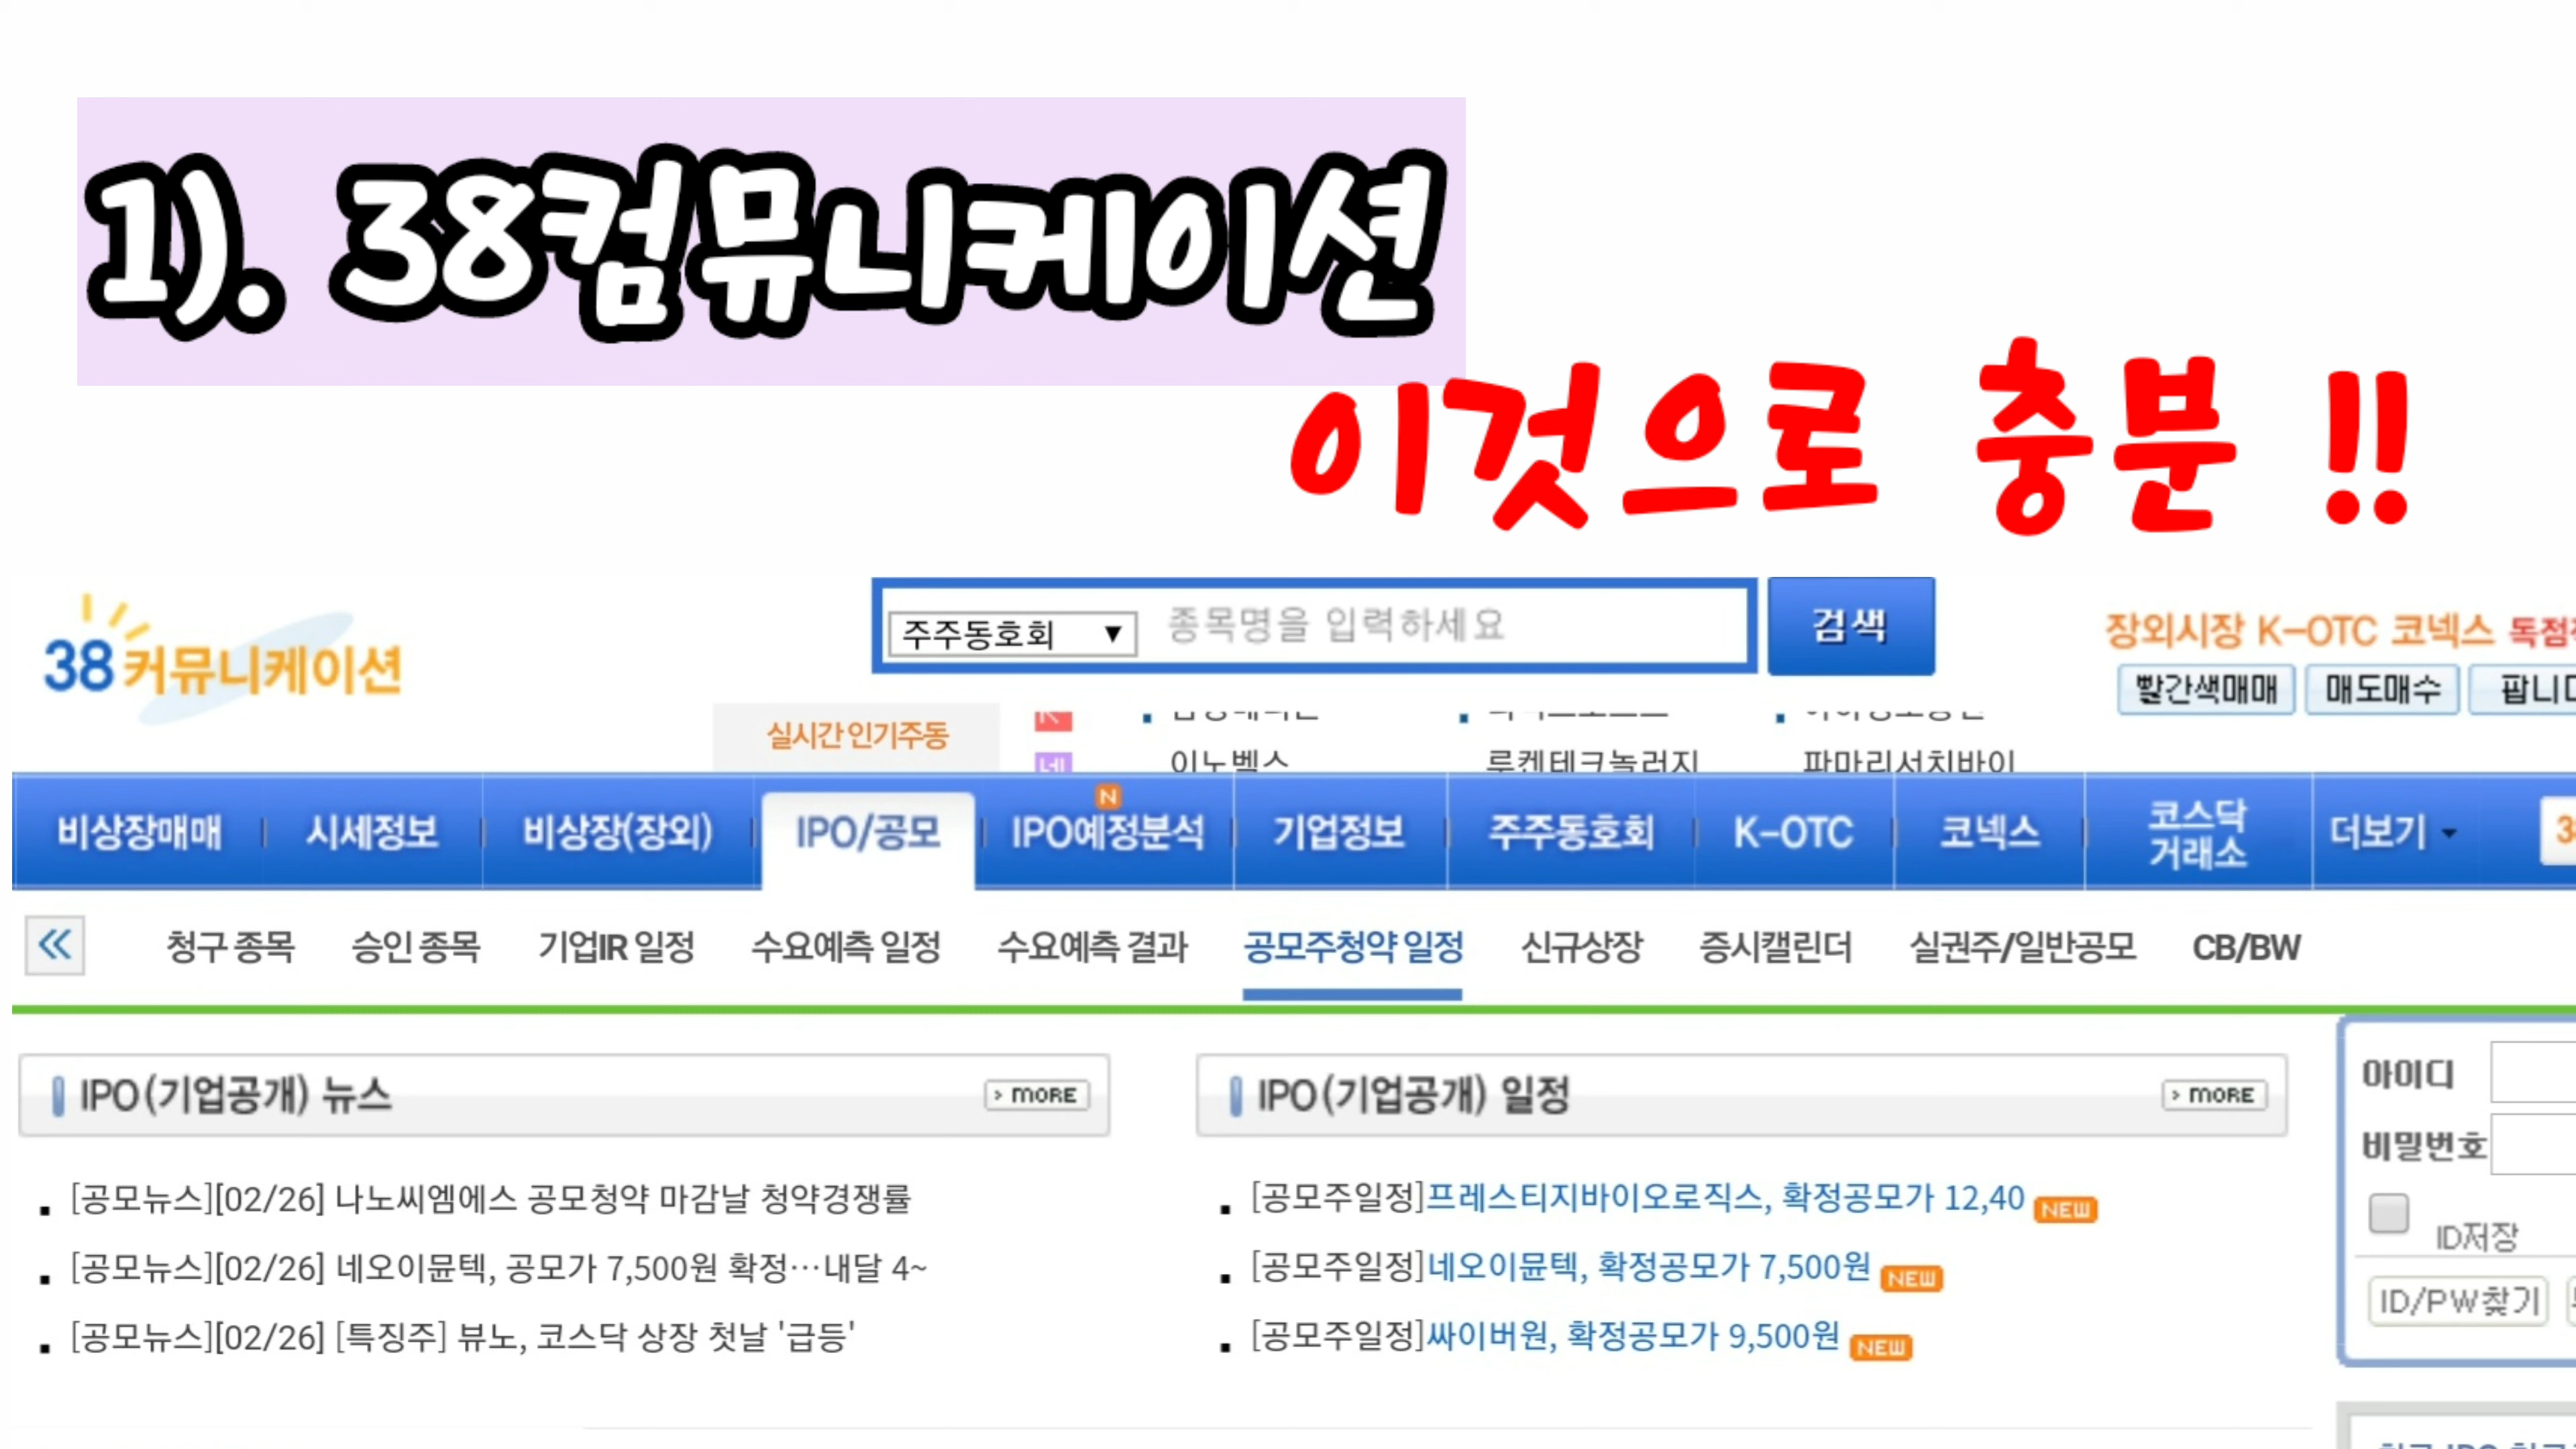 1). 38컴뮤니케이션
이것으로 충분 !!
38커뮤니케이션
주주동호회 ▼ 종목명을 입력하세요 검색
장외시장 K-OTC 코넥스
빨간색매매 매도매수
실시간 인기주동
이노벡스 루켄테크놀러지 파마리서치바이
비상장매매 시세정보 비상장(장외) IPO/공모 IPO예정분석 N 기업정보 주주동호회 K-OTC 코넥스 코스닥 거래소 더보기
« 청구 종목 승인 종목 기업IR 일정 수요예측 일정 수요예측 결과 공모주청약 일정 신규상장 증시캘린더 실권주/일반공모 CB/BW
IPO(기업공개) 뉴스 › MORE
[공모뉴스][02/26] 나노씨엠에스 공모청약 마감날 청약경쟁률
[공모뉴스][02/26] 네오이뮨텍, 공모가 7,500원 확정…내달 4~
[공모뉴스][02/26] [특징주] 뷰노, 코스닥 상장 첫날 '급등'
IPO(기업공개) 일정 › MORE
[공모주일정]프레스티지바이오로직스, 확정공모가 12,40 NEW
[공모주일정]네오이뮨텍, 확정공모가 7,500원 NEW
[공모주일정]싸이버원, 확정공모가 9,500원 NEW
아이디
비밀번호
ID저장
ID/PW찾기